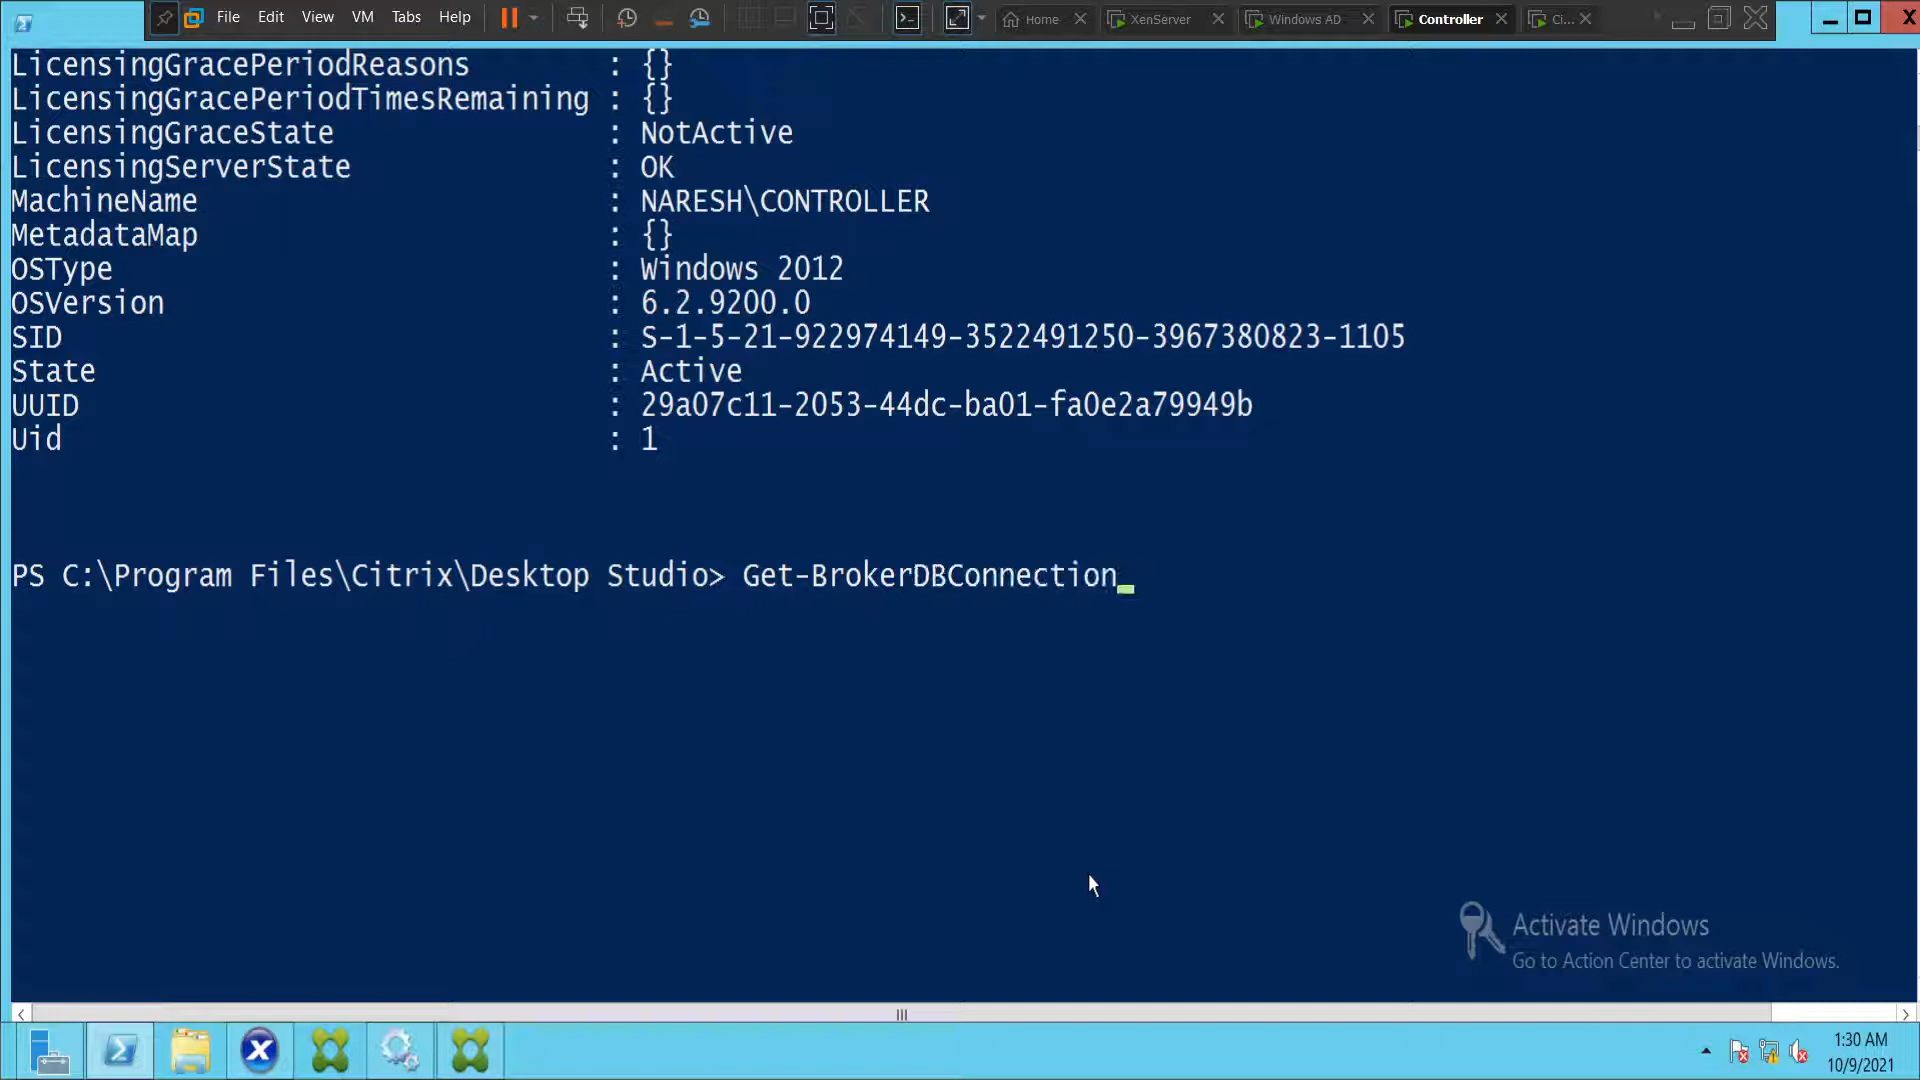 File Edit View VM Tabs Help Home XenServer Windows AD Controller Ci...
LicensingGracePeriodReasons : {}
LicensingGracePeriodTimesRemaining : {}
LicensingGraceState : NotActive
LicensingServerState : OK
MachineName : NARESH\CONTROLLER
MetadataMap : {}
OSType : Windows 2012
OSVersion : 6.2.9200.0
SID : S-1-5-21-922974149-3522491250-3967380823-1105
State : Active
UUID : 29a07c11-2053-44dc-ba01-fa0e2a79949b
Uid : 1
PS C:\Program Files\Citrix\Desktop Studio> Get-BrokerDBConnection_
Activate Windows
Go to Action Center to activate Windows.
1:30 AM
10/9/2021